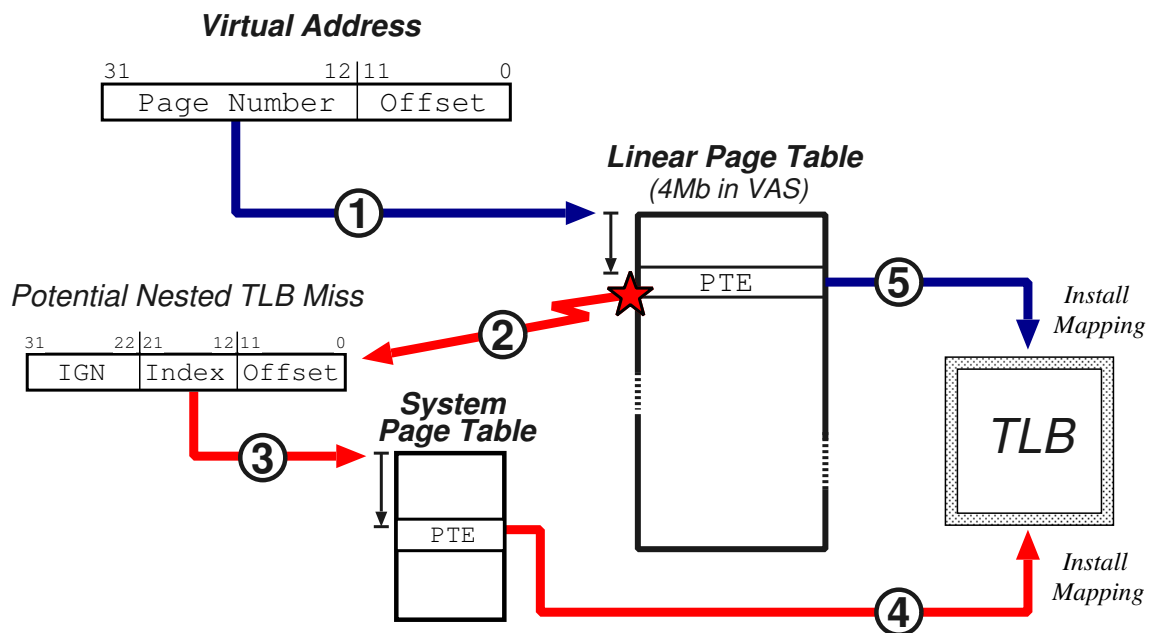 Virtual Address
31 12 11 0
Page Number Offset
1
Linear Page Table
(4Mb in VAS)
PTE
5
Install
Mapping
Potential Nested TLB Miss
2
31 22 21 12 11 0
IGN Index Offset
3
System
Page Table
PTE
TLB
4
Install
Mapping